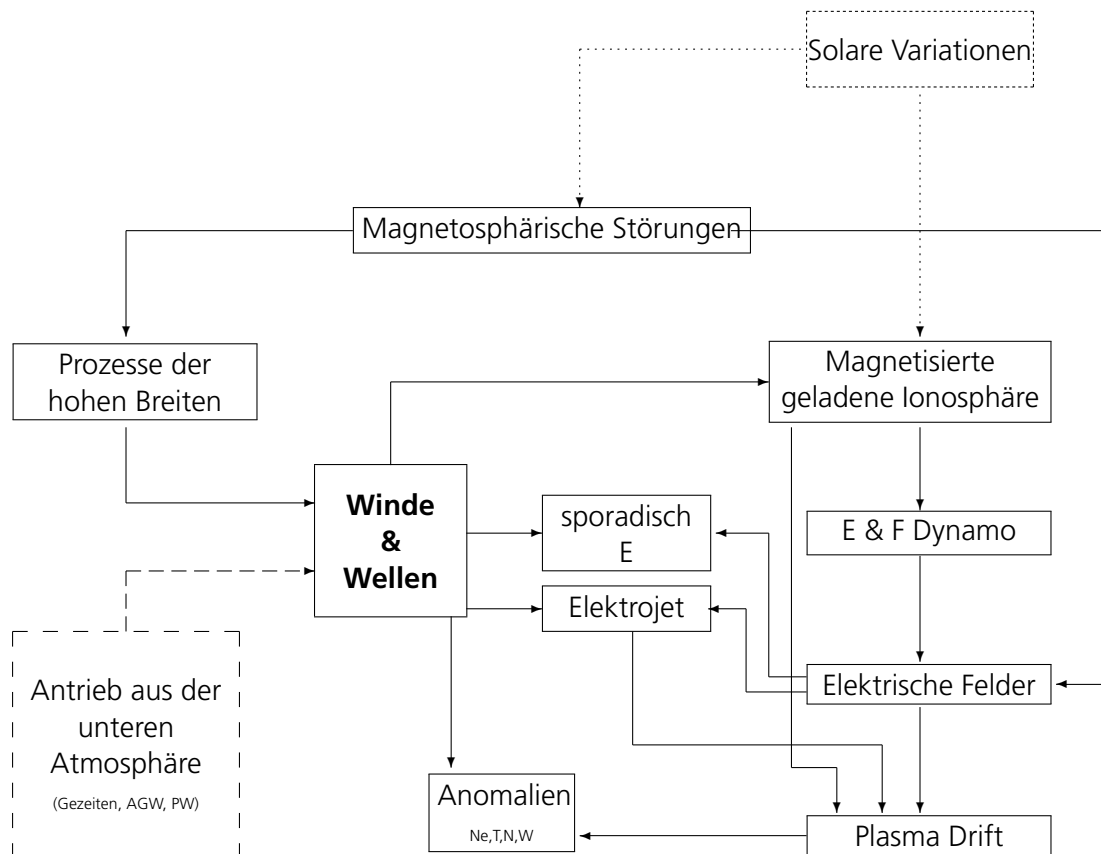 Solare Variationen
Magnetosphärische Störungen
Prozesse der
hohen Breiten
Magnetisierte
geladene Ionosphäre
Winde
&
Wellen
sporadisch
E
E & F Dynamo
Elektrojet
Antrieb aus der
unteren
Atmosphäre
(Gezeiten, AGW, PW)
Elektrische Felder
Anomalien
Ne,T,N,W
Plasma Drift